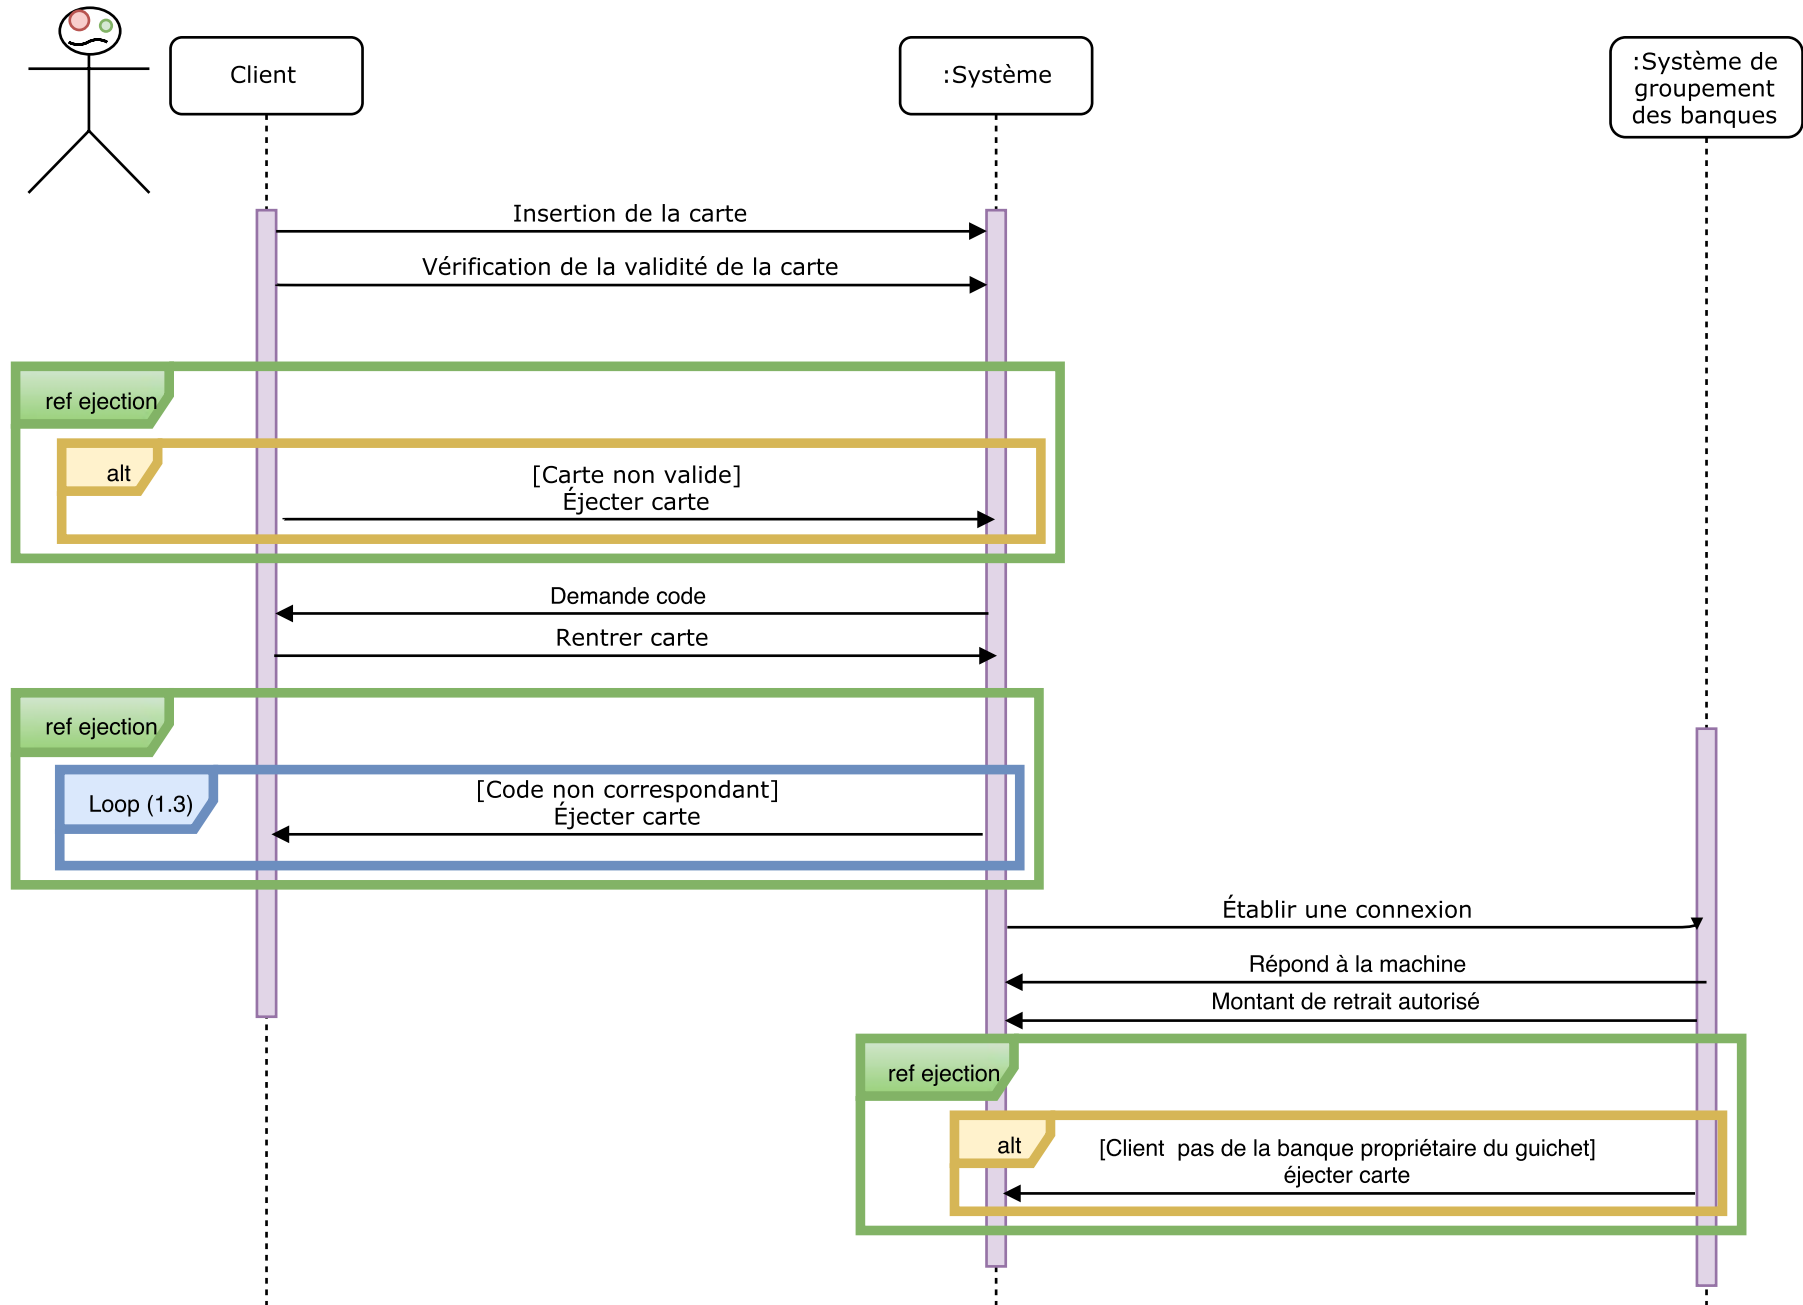 Client
:Système
:Système de
groupement
des banques
Insertion de la carte
Vérification de la validité de la carte
ref ejection
alt
[Carte non valide]
Éjecter carte
Demande code
Rentrer carte
ref ejection
Loop (1.3)
[Code non correspondant]
Éjecter carte
Établir une connexion
Répond à la machine
Montant de retrait autorisé
ref ejection
alt
[Client  pas de la banque propriétaire du guichet]
éjecter carte